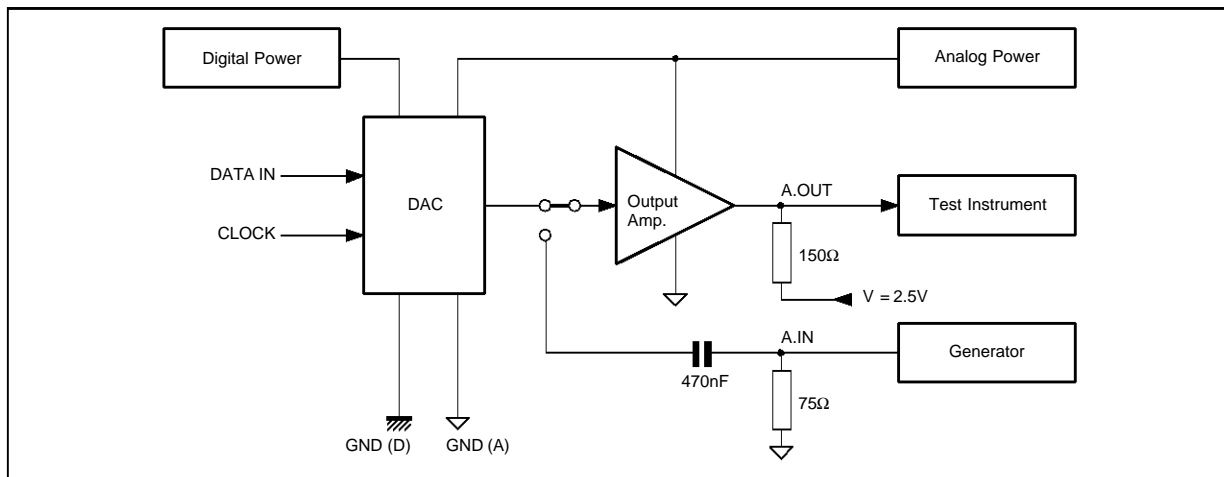 Digital Power
Analog Power
DATA IN
DAC
Output
Amp.
A.OUT
Test Instrument
CLOCK
150Ω
V = 2.5V
A.IN
Generator
470nF
75Ω
GND (D)
GND (A)